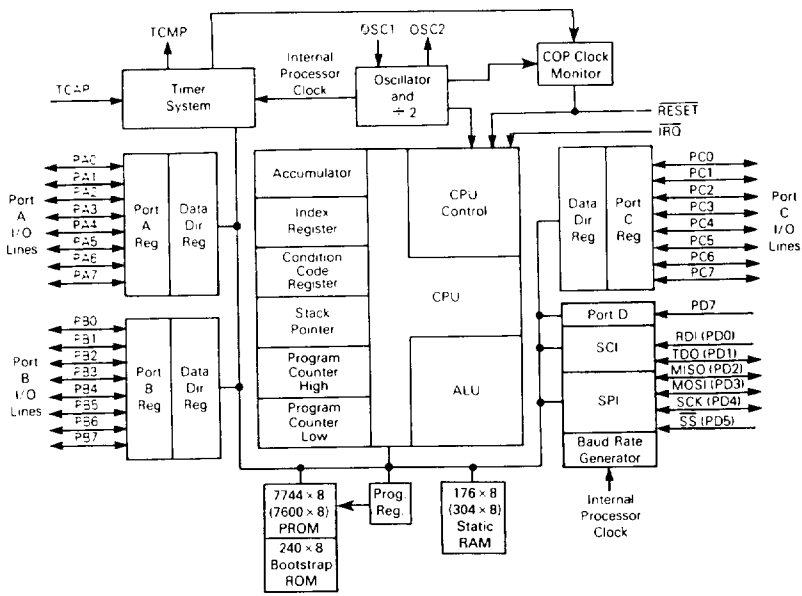 TCMP
OSC1
OSC2
TCAP
Timer
System
Internal
Processor
Clock
Oscillator
and
÷ 2
COP Clock
Monitor
RESET
IRQ
Port
A
I/O
Lines
PA0
PA1
PA2
PA3
PA4
PA5
PA6
PA7
Port
A
Reg
Data
Dir
Reg
Port
B
I/O
Lines
PB0
PB1
PB2
PB3
PB4
PB5
PB6
PB7
Port
B
Reg
Data
Dir
Reg
Accumulator
Index
Register
Condition
Code
Register
Stack
Pointer
Program
Counter
High
Program
Counter
Low
CPU
Control
CPU
ALU
Data
Dir
Reg
Port
C
Reg
PC0
PC1
PC2
PC3
PC4
PC5
PC6
PC7
Port
C
I/O
Lines
Port D
SCI
SPI
Baud Rate
Generator
PD7
RDI (PD0)
TDO (PD1)
MISO (PD2)
MOSI (PD3)
SCK (PD4)
SS (PD5)
Internal
Processor
Clock
7744 × 8
(7600 × 8)
PROM
240 × 8
Bootstrap
ROM
Prog.
Reg.
176 × 8
(304 × 8)
Static
RAM